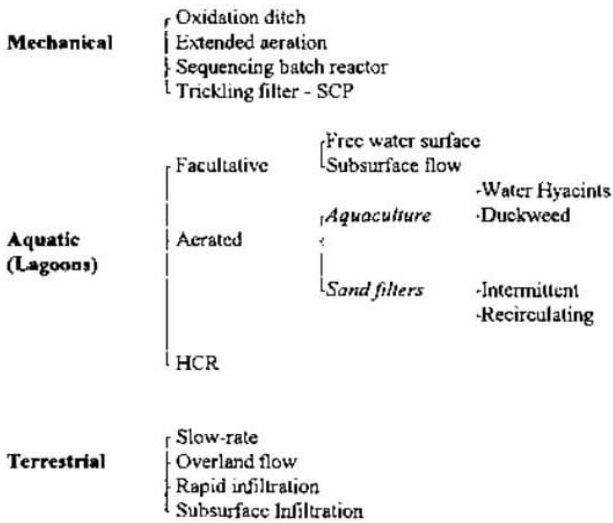 Oxidation ditch
Mechanical
Extended aeration
Sequencing batch reactor
Trickling filter - SCP
Free water surface
Facultative
Subsurface flow
-Water Hyacints
Aquaculture -Duckweed
Aquatic
(Lagoons)
Aerated
Sand filters -Intermittent
-Recirculating
HCR
Slow-rate
Terrestrial
Overland flow
Rapid infiltration
Subsurface Infiltration